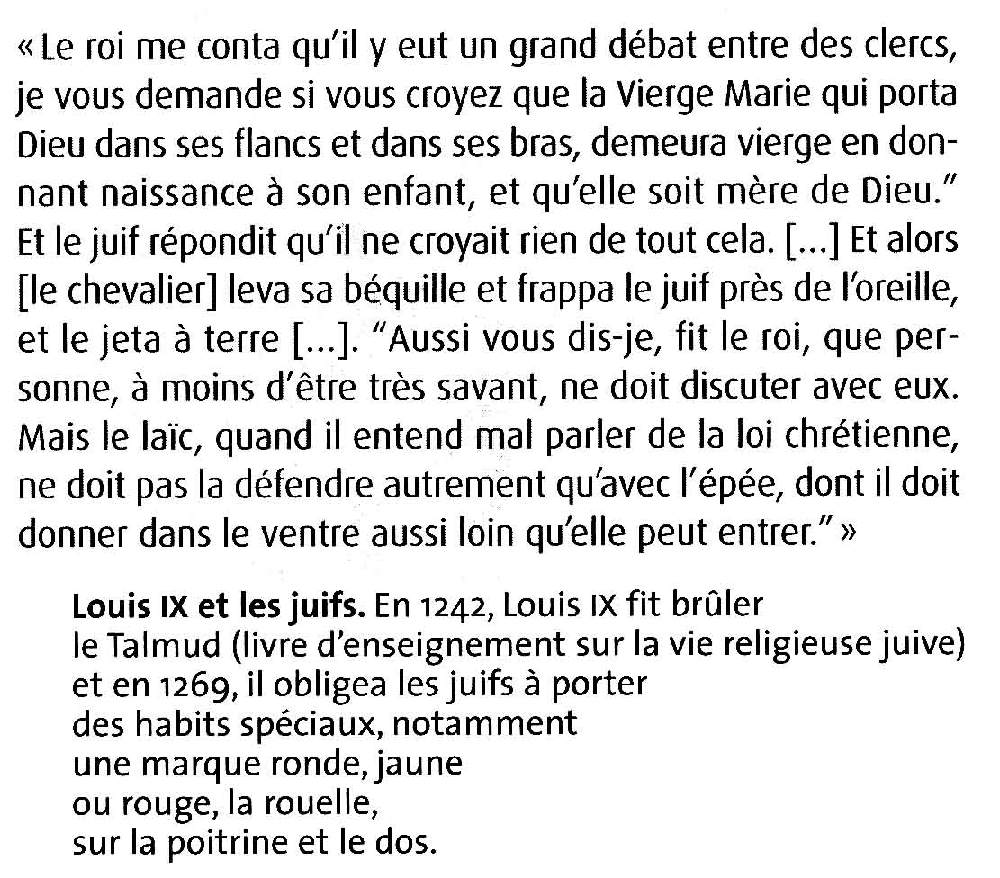 « Le roi me conta qu'il y eut un grand débat entre des clercs,
je vous demande si vous croyez que la Vierge Marie qui porta
Dieu dans ses flancs et dans ses bras, demeura vierge en don-
nant naissance à son enfant, et qu'elle soit mère de Dieu."
Et le juif répondit qu'il ne croyait rien de tout cela. [...] Et alors
[le chevalier] leva sa béquille et frappa le juif près de l'oreille,
et le jeta à terre [...]. "Aussi vous dis-je, fit le roi, que per-
sonne, à moins d'être très savant, ne doit discuter avec eux.
Mais le laïc, quand il entend mal parler de la loi chrétienne,
ne doit pas la défendre autrement qu'avec l'épée, dont il doit
donner dans le ventre aussi loin qu'elle peut entrer." »
Louis IX et les juifs. En 1242, Louis IX fit brûler
le Talmud (livre d'enseignement sur la vie religieuse juive)
et en 1269, il obligea les juifs à porter
des habits spéciaux, notamment
une marque ronde, jaune
ou rouge, la rouelle,
sur la poitrine et le dos.